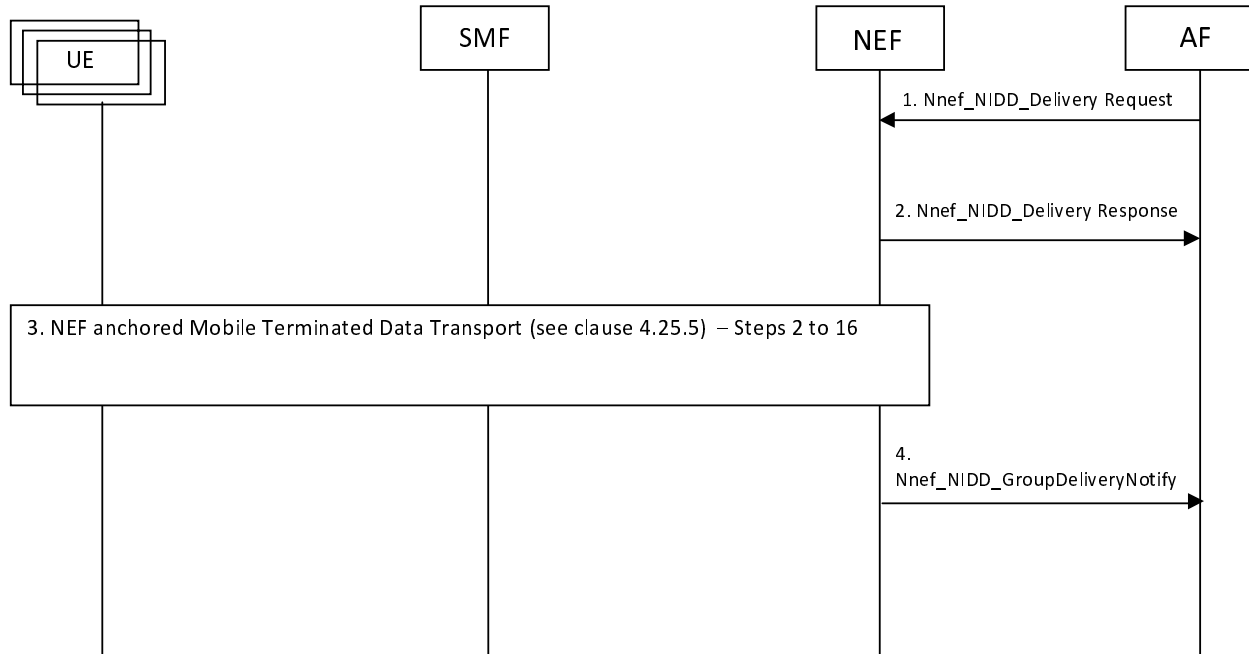 UE
SMF
NEF
AF
1. Nnef_NIDD_Delivery Request
2. Nnef_NIDD_Delivery Response
3. NEF anchored Mobile Terminated Data Transport (see clause 4.25.5) – Steps 2 to 16
4.
Nnef_NIDD_GroupDeliveryNotify